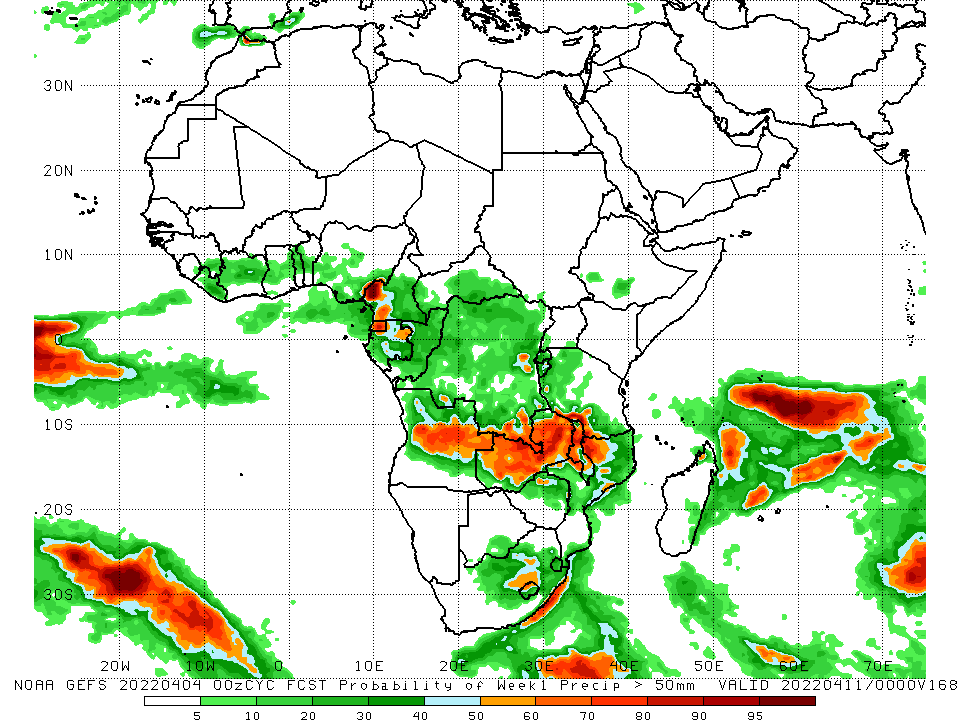 30N
20N
10N
10S
20S
30S
20W 10W 0 10E 20E 30E 40E 50E 60E 70E
NOAA GEFS 20220404 00zCYC FCST Probability of Week1 Precip > 50mm VALID 20220411/0000V168
5 10 20 30 40 50 60 70 80 90 95